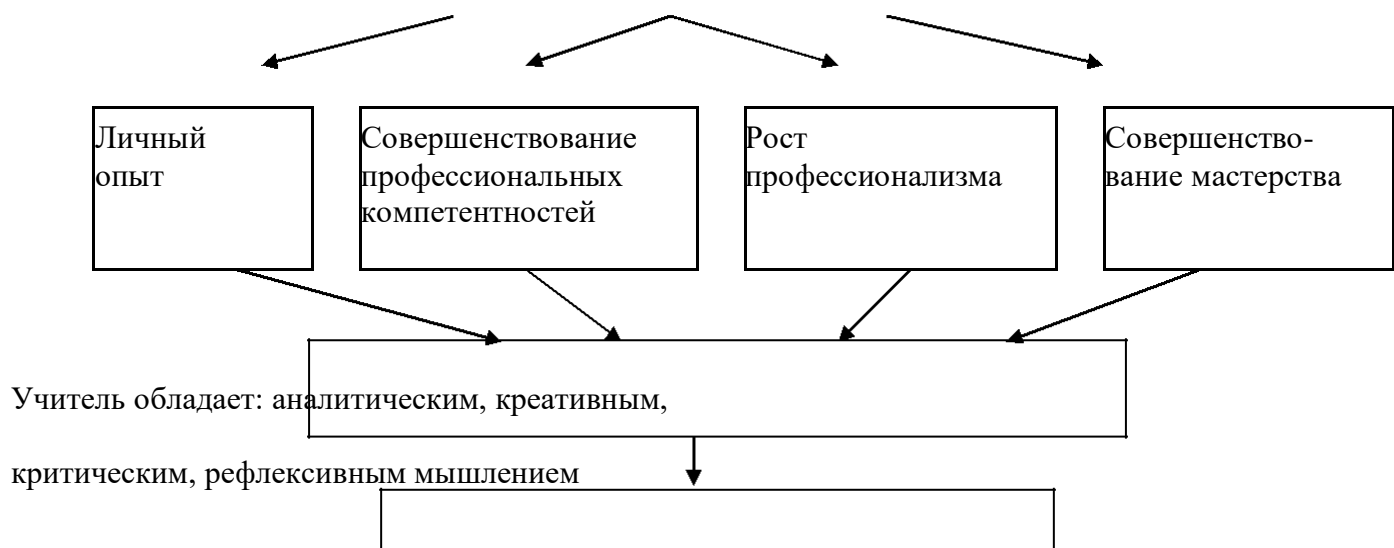 Личный
опыт
Совершенствование
профессиональных
компетентностей
Рост
профессионализма
Совершенство-
вание мастерства
Учитель обладает: аналитическим, креативным,
критическим, рефлексивным мышлением